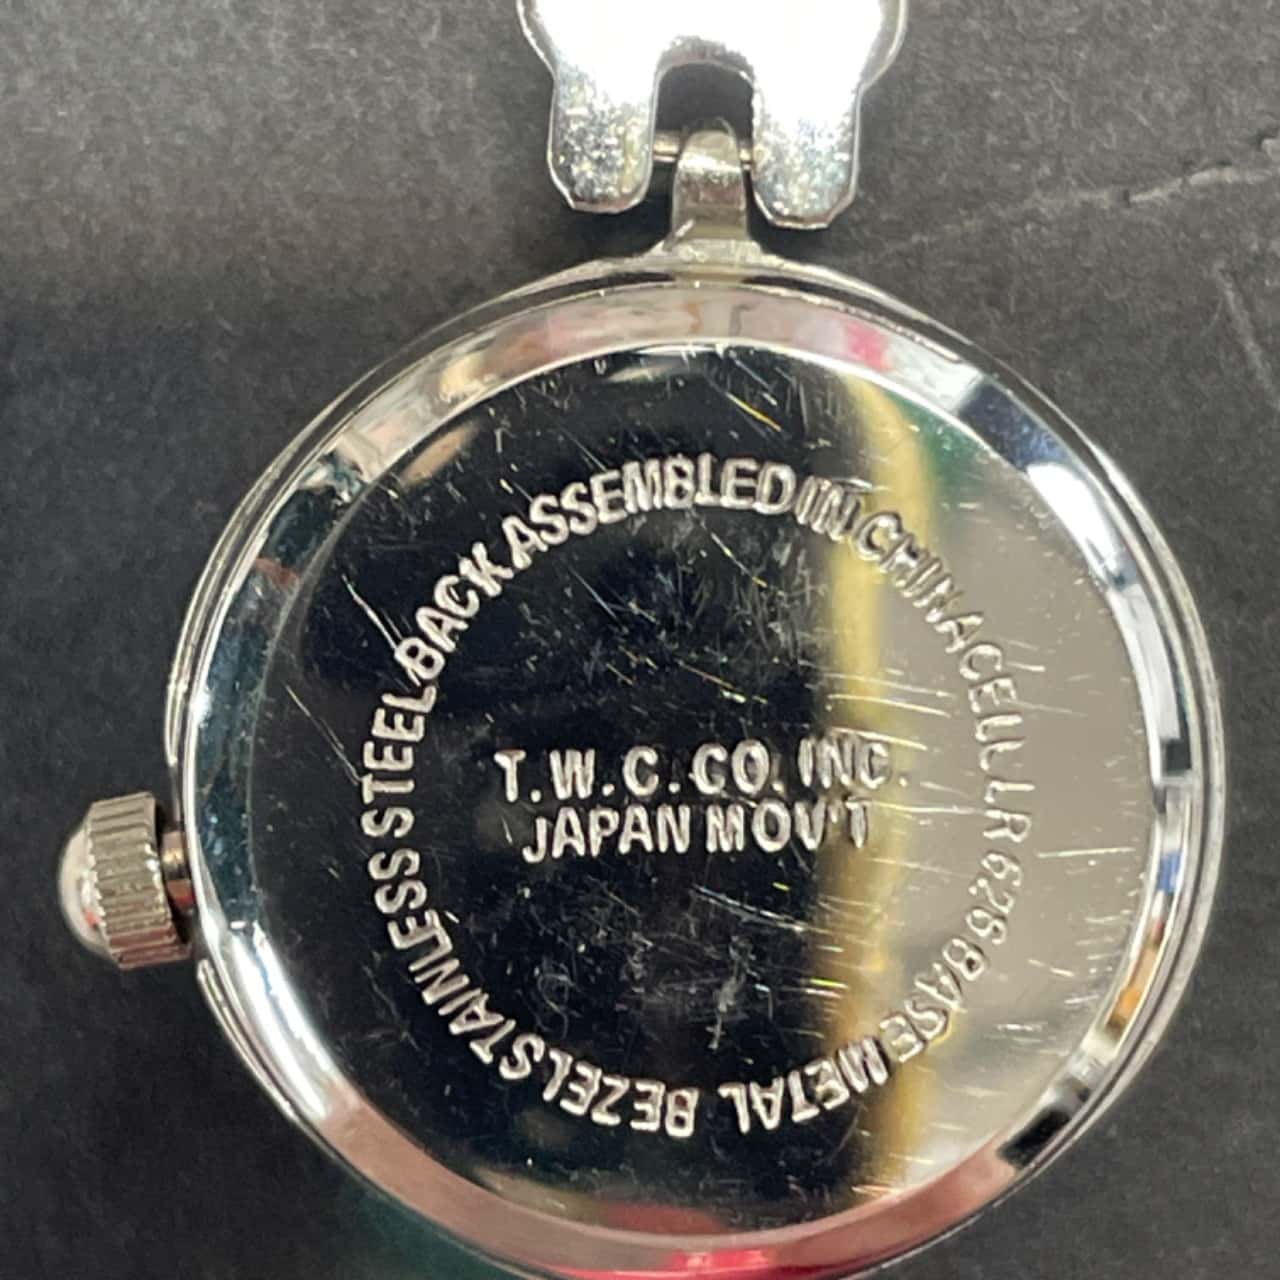 STAINLESS STEEL BACK ASSEMBLED IN CHINA CELL LR 626 BASE METAL BEZEL
T.W.C. CO. INC.
JAPAN MOV'T